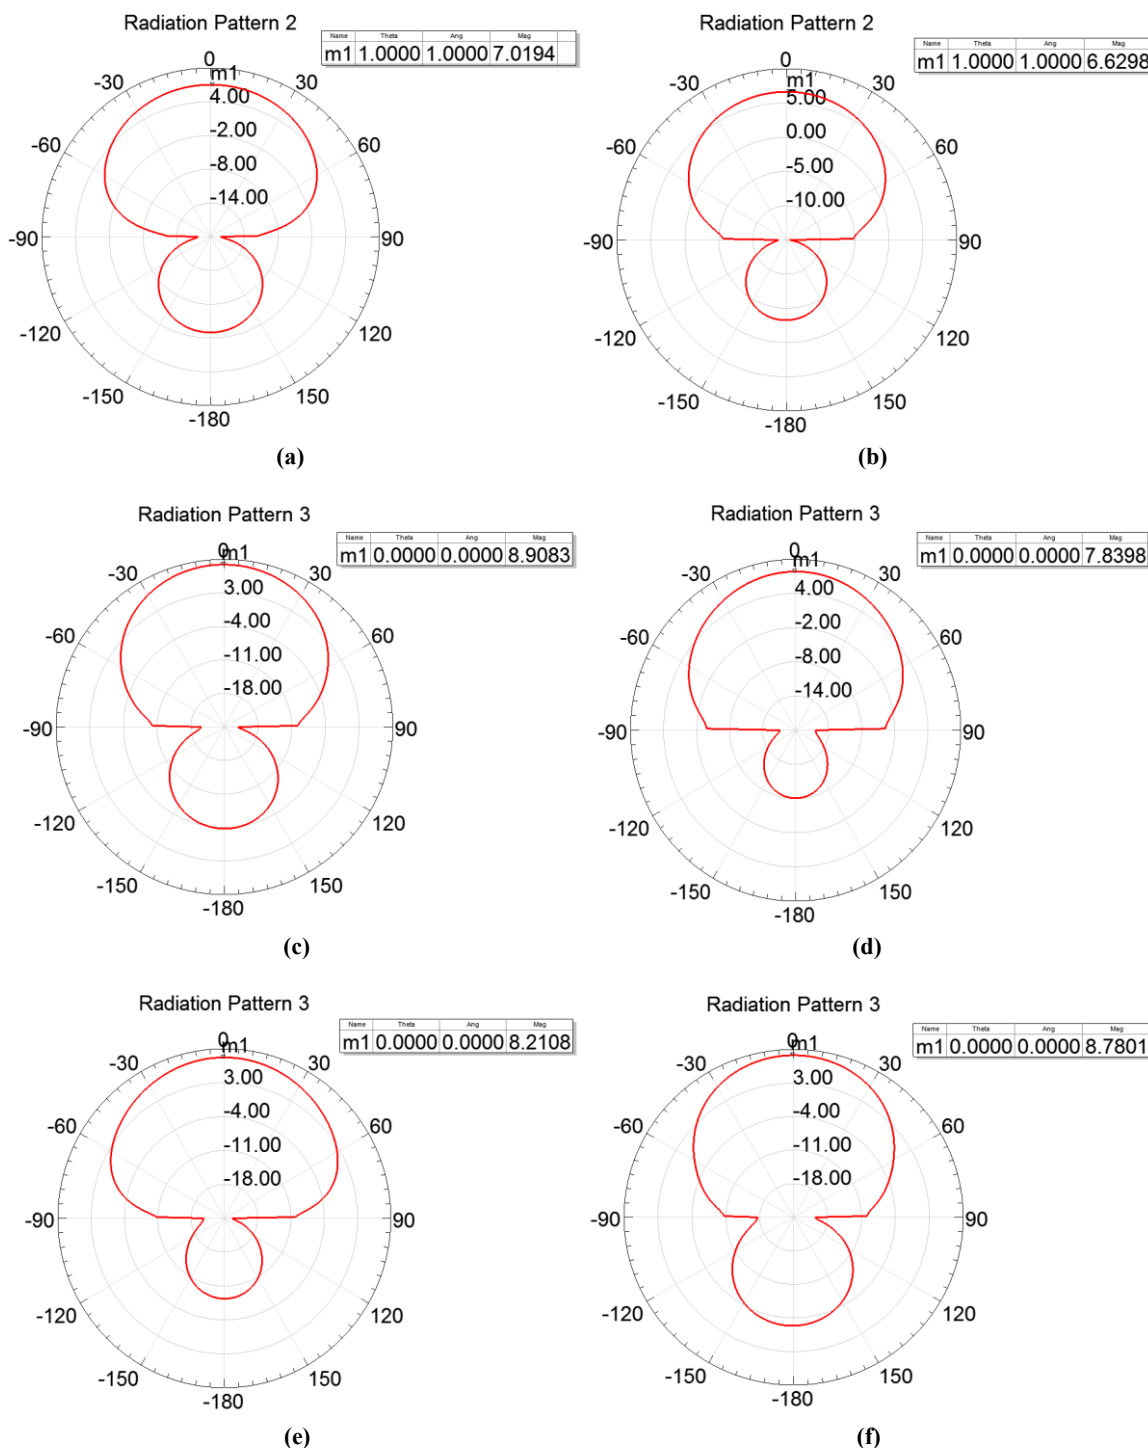 Radiation Pattern 2
Name Theta Ang Mag
m1 1.0000 1.0000 7.0194
0
m1
-30 30
4.00
-60 60
-2.00
-8.00
-14.00
-90 90
-120 120
-150 150
-180
(a)
Radiation Pattern 2
Name Theta Ang Mag
m1 1.0000 1.0000 6.6298
0
m1
-30 30
5.00
-60 60
0.00
-5.00
-10.00
-90 90
-120 120
-150 150
-180
(b)
Radiation Pattern 3
Name Theta Ang Mag
m1 0.0000 0.0000 8.9083
0
m1
-30 30
3.00
-60 60
-4.00
-11.00
-18.00
-90 90
-120 120
-150 150
-180
(c)
Radiation Pattern 3
Name Theta Ang Mag
m1 0.0000 0.0000 7.8398
0
m1
-30 30
4.00
-60 60
-2.00
-8.00
-14.00
-90 90
-120 120
-150 150
-180
(d)
Radiation Pattern 3
Name Theta Ang Mag
m1 0.0000 0.0000 8.2108
0
m1
-30 30
3.00
-60 60
-4.00
-11.00
-18.00
-90 90
-120 120
-150 150
-180
(e)
Radiation Pattern 3
Name Theta Ang Mag
m1 0.0000 0.0000 8.7801
0
m1
-30 30
3.00
-60 60
-4.00
-11.00
-18.00
-90 90
-120 120
-150 150
-180
(f)